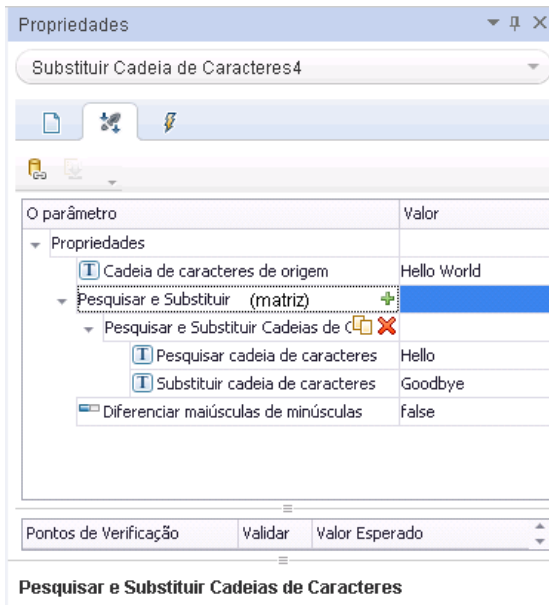 Propriedades
Substituir Cadeia de Caracteres4
O parâmetro Valor
Propriedades
T Cadeia de caracteres de origem Hello World
Pesquisar e Substituir (matriz)
Pesquisar e Substituir Cadeias de C
T Pesquisar cadeia de caracteres Hello
T Substituir cadeia de caracteres Goodbye
Diferenciar maiúsculas de minúsculas false
Pontos de Verificação Validar Valor Esperado
Pesquisar e Substituir Cadeias de Caracteres